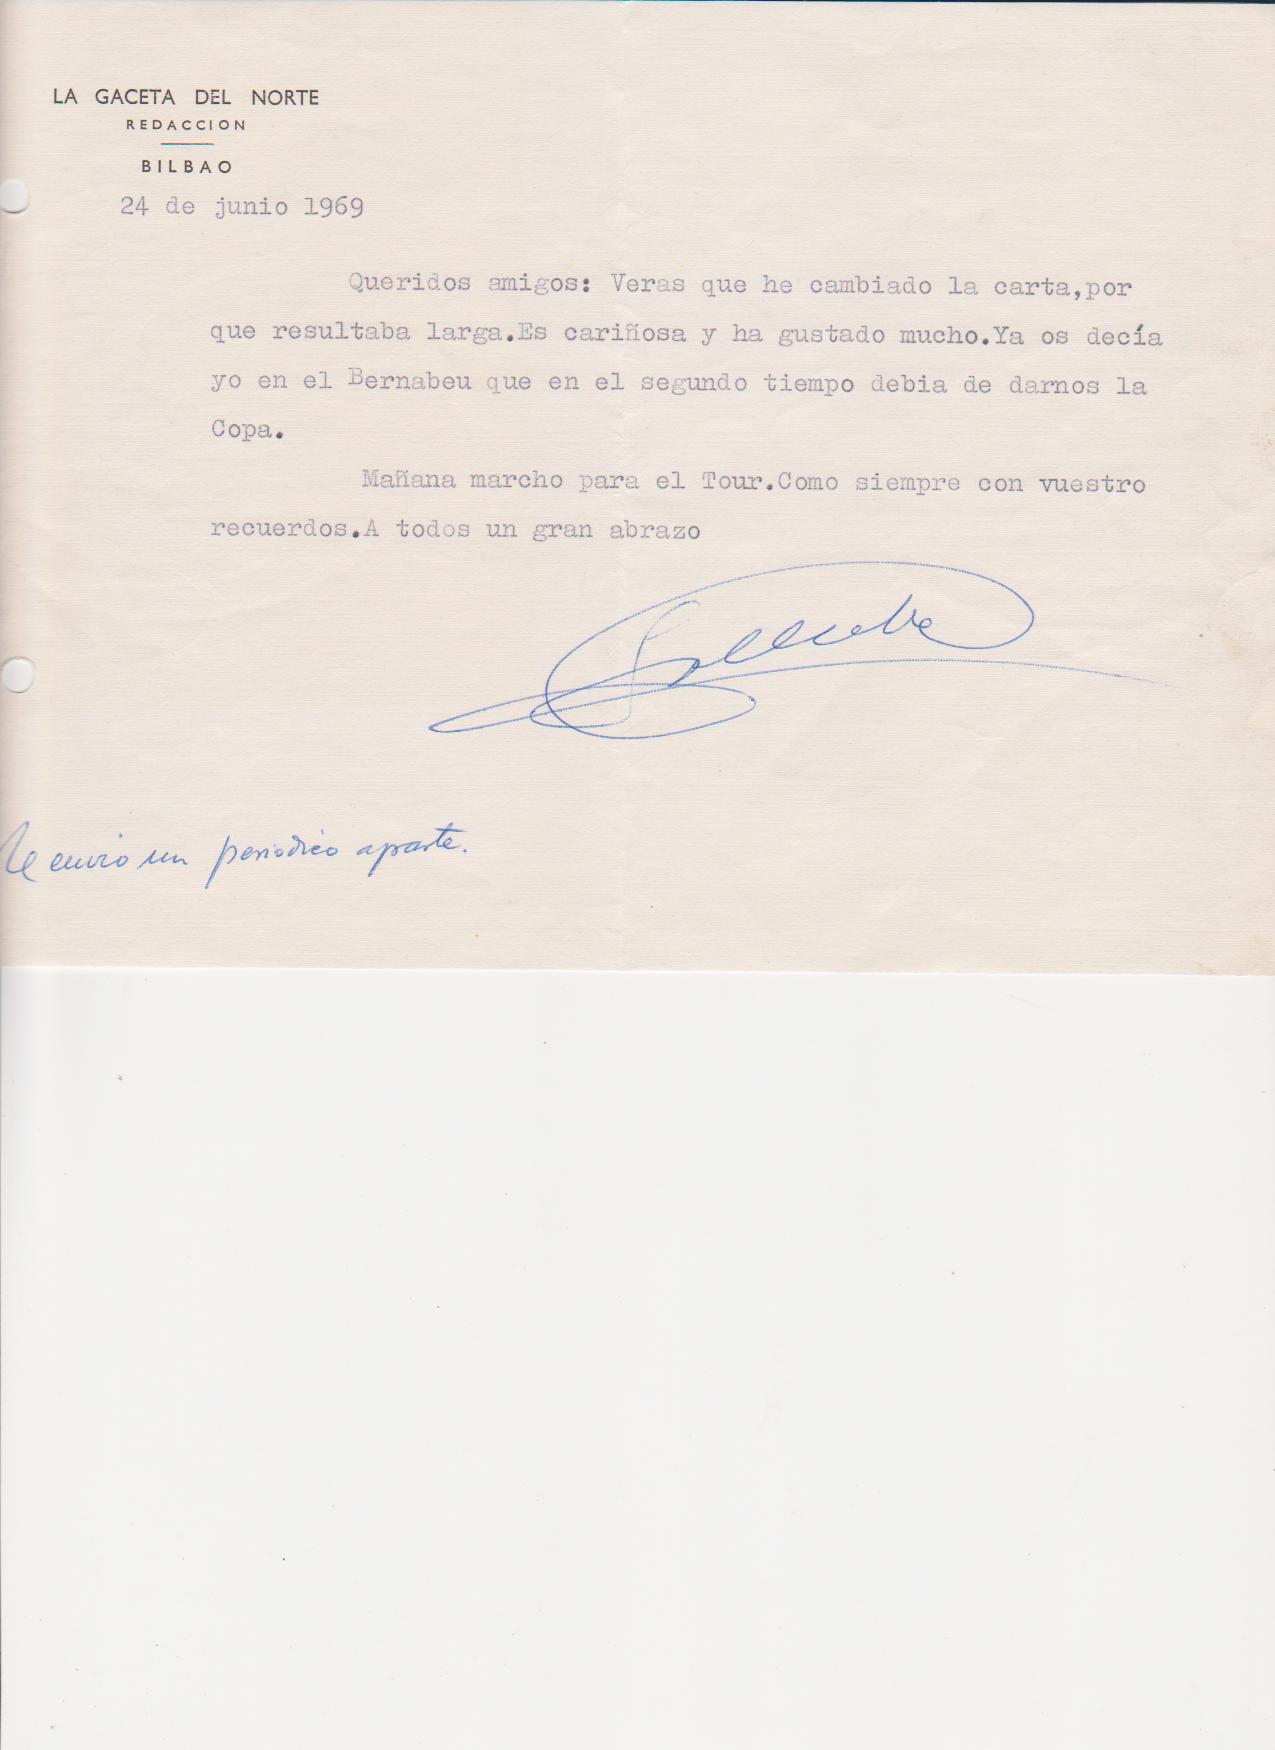 LA GACETA DEL NORTE
REDACCION
BILBAO
24 de junio 1969
Queridos amigos: Veras que he cambiado la carta,por
que resultaba larga.Es cariñosa y ha gustado mucho.Ya os decía
yo en el Bernabeu que en el segundo tiempo debia de darnos la
Copa.
Mañana marcho para el Tour.Como siempre con vuestro
recuerdos.A todos un gran abrazo
Te envio un periodico aparte.